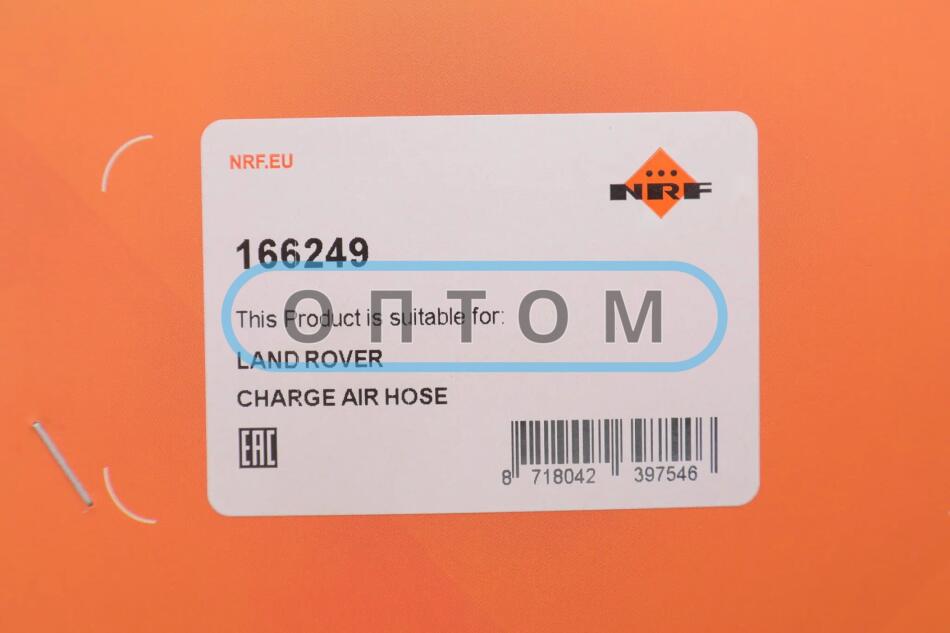 NRF.EU
NRF
166249
ОПТОМ
This Product is suitable for:
LAND ROVER
CHARGE AIR HOSE
EAC
8 718042 397546